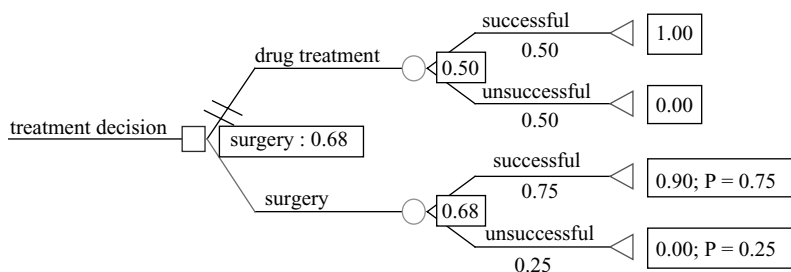 successful
0.50
1.00
drug treatment
0.50
unsuccessful
0.50
0.00
treatment decision
surgery : 0.68
successful
0.75
0.90; P = 0.75
surgery
0.68
unsuccessful
0.25
0.00; P = 0.25